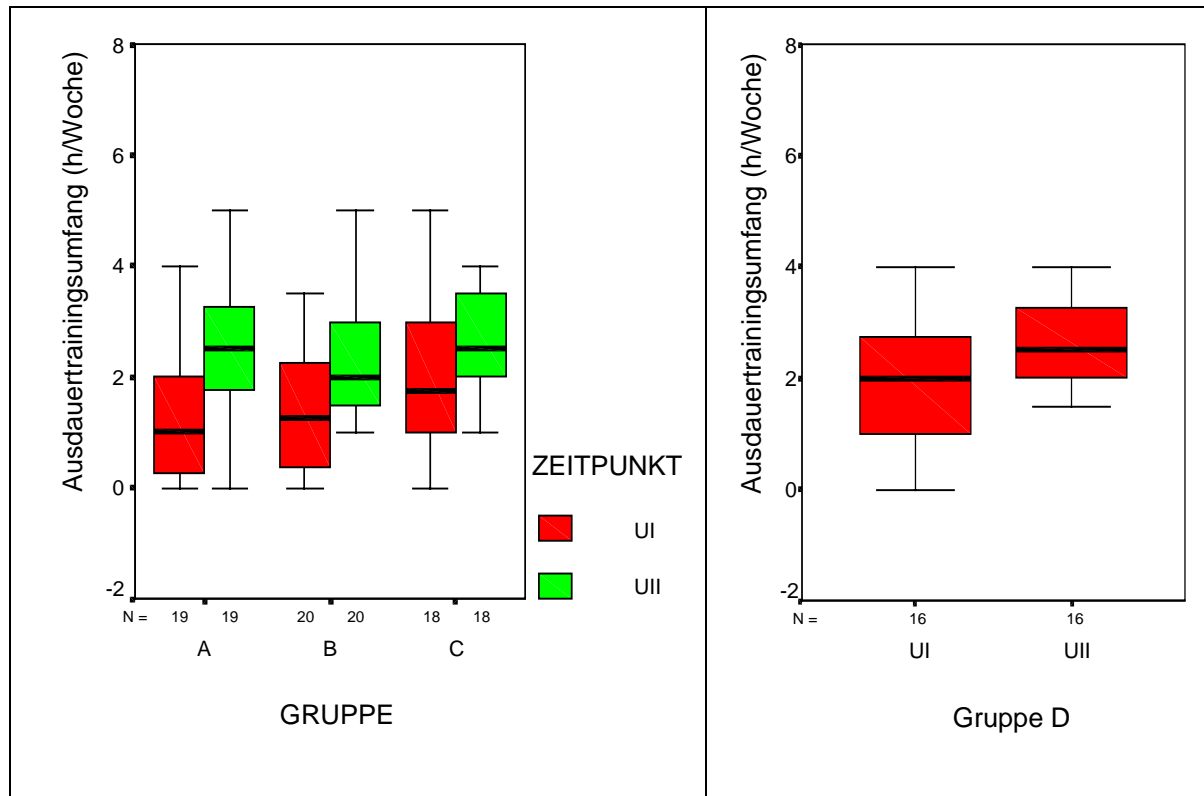 Ausdauertrainingsumfang (h/Woche)
8
6
4
2
0
-2
N = 19 19 20 20 18 18
A B C
GRUPPE
ZEITPUNKT
UI
UII
Ausdauertrainingsumfang (h/Woche)
8
6
4
2
0
-2
N = 16 16
UI UII
Gruppe D